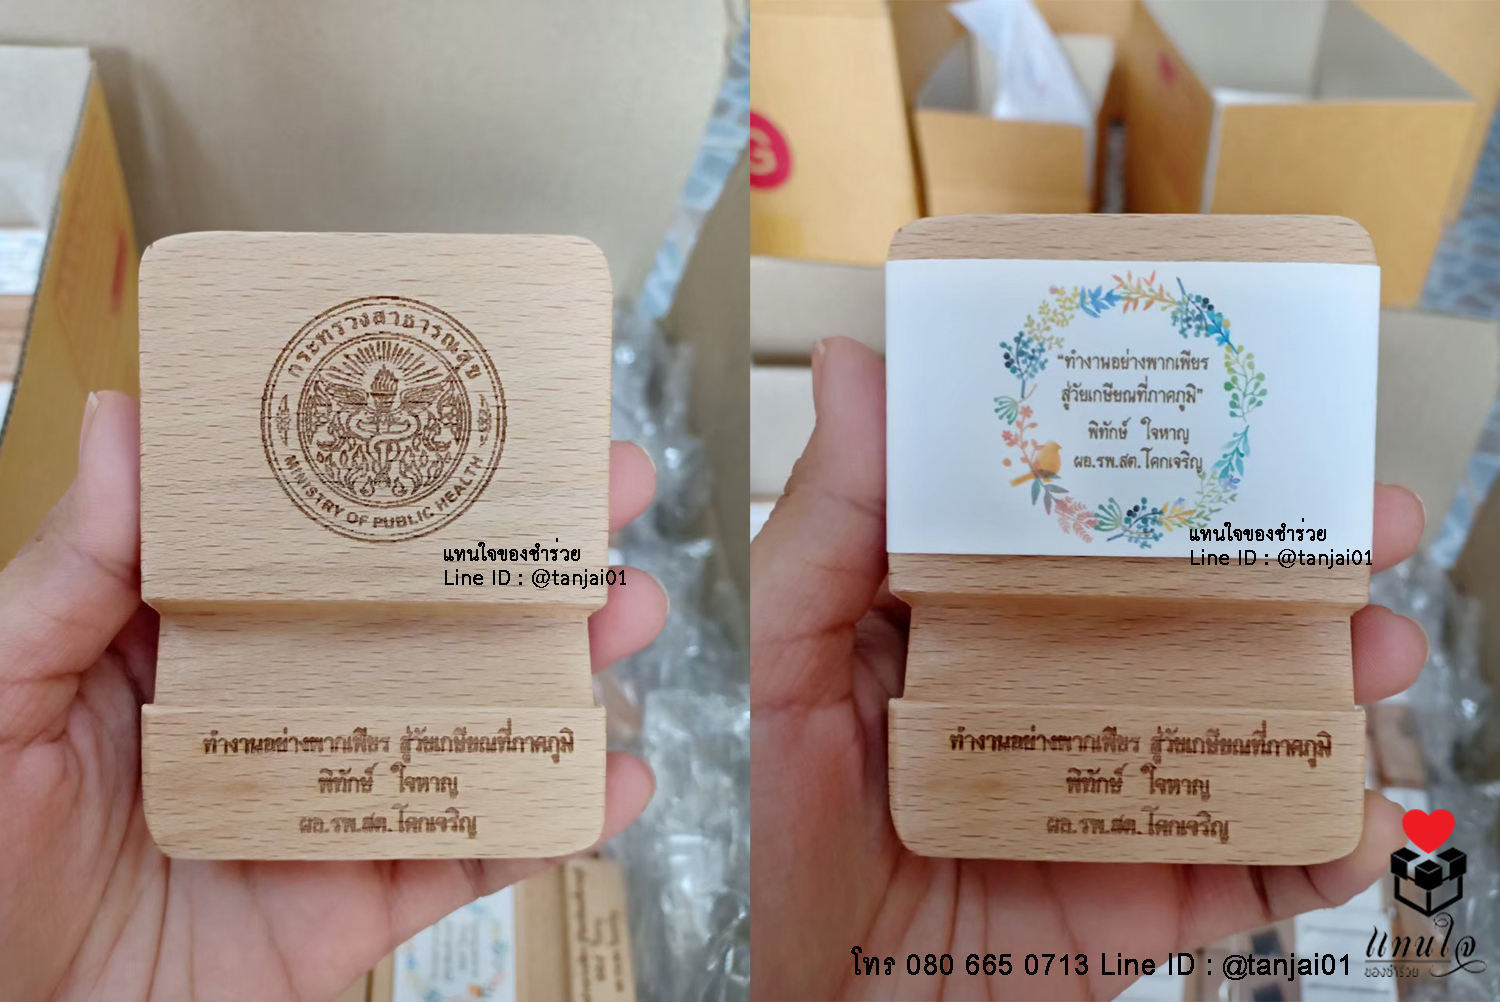 กระทรวงสาธารณสุข
MINISTRY OF PUBLIC HEALTH
แทนใจของชำร่วย
Line ID : @tanjai01
ทำงานอย่างพากเพียร สู่วัยเกษียณที่ภาคภูมิ
พิทักษ์ ใจหาญ
ผอ.รพ.สต.โคกเจริญ
“ทำงานอย่างพากเพียร
สู่วัยเกษียณที่ภาคภูมิ”
พิทักษ์ ใจหาญ
ผอ.รพ.สต.โคกเจริญ
แทนใจของชำร่วย
Line ID : @tanjai01
ทำงานอย่างพากเพียร สู่วัยเกษียณที่ภาคภูมิ
พิทักษ์ ใจหาญ
ผอ.รพ.สต.โคกเจริญ
โทร 080 665 0713 Line ID : @tanjai01
แทนใจ
ของชำร่วย